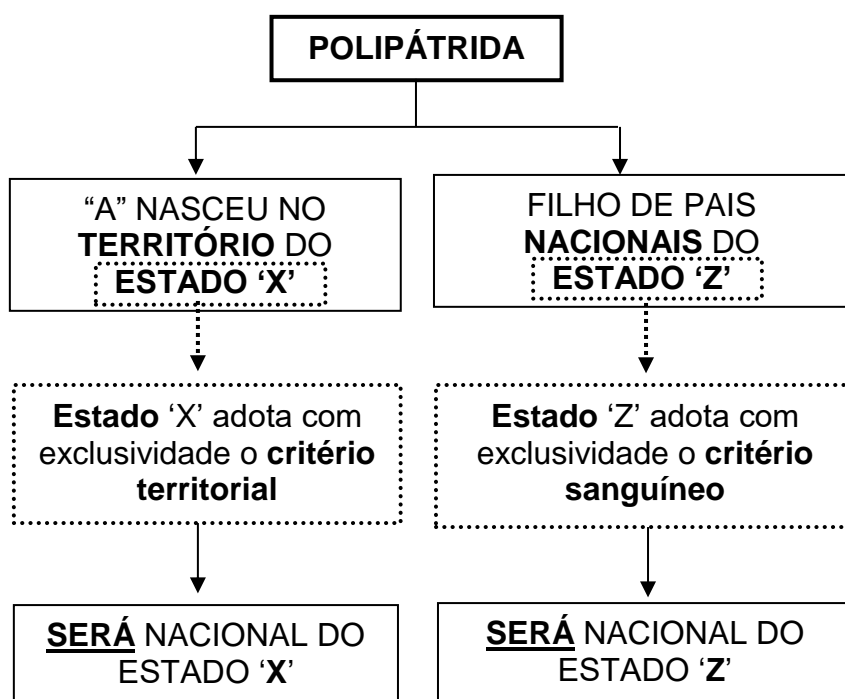 POLIPÁTRIDA
“A” NASCEU NO
TERRITÓRIO DO
ESTADO ‘X’
FILHO DE PAIS
NACIONAIS DO
ESTADO ‘Z’
Estado ‘X’ adota com
exclusividade o critério
territorial
Estado ‘Z’ adota com
exclusividade o critério
sanguíneo
SERÁ NACIONAL DO
ESTADO ‘X’
SERÁ NACIONAL DO
ESTADO ‘Z’